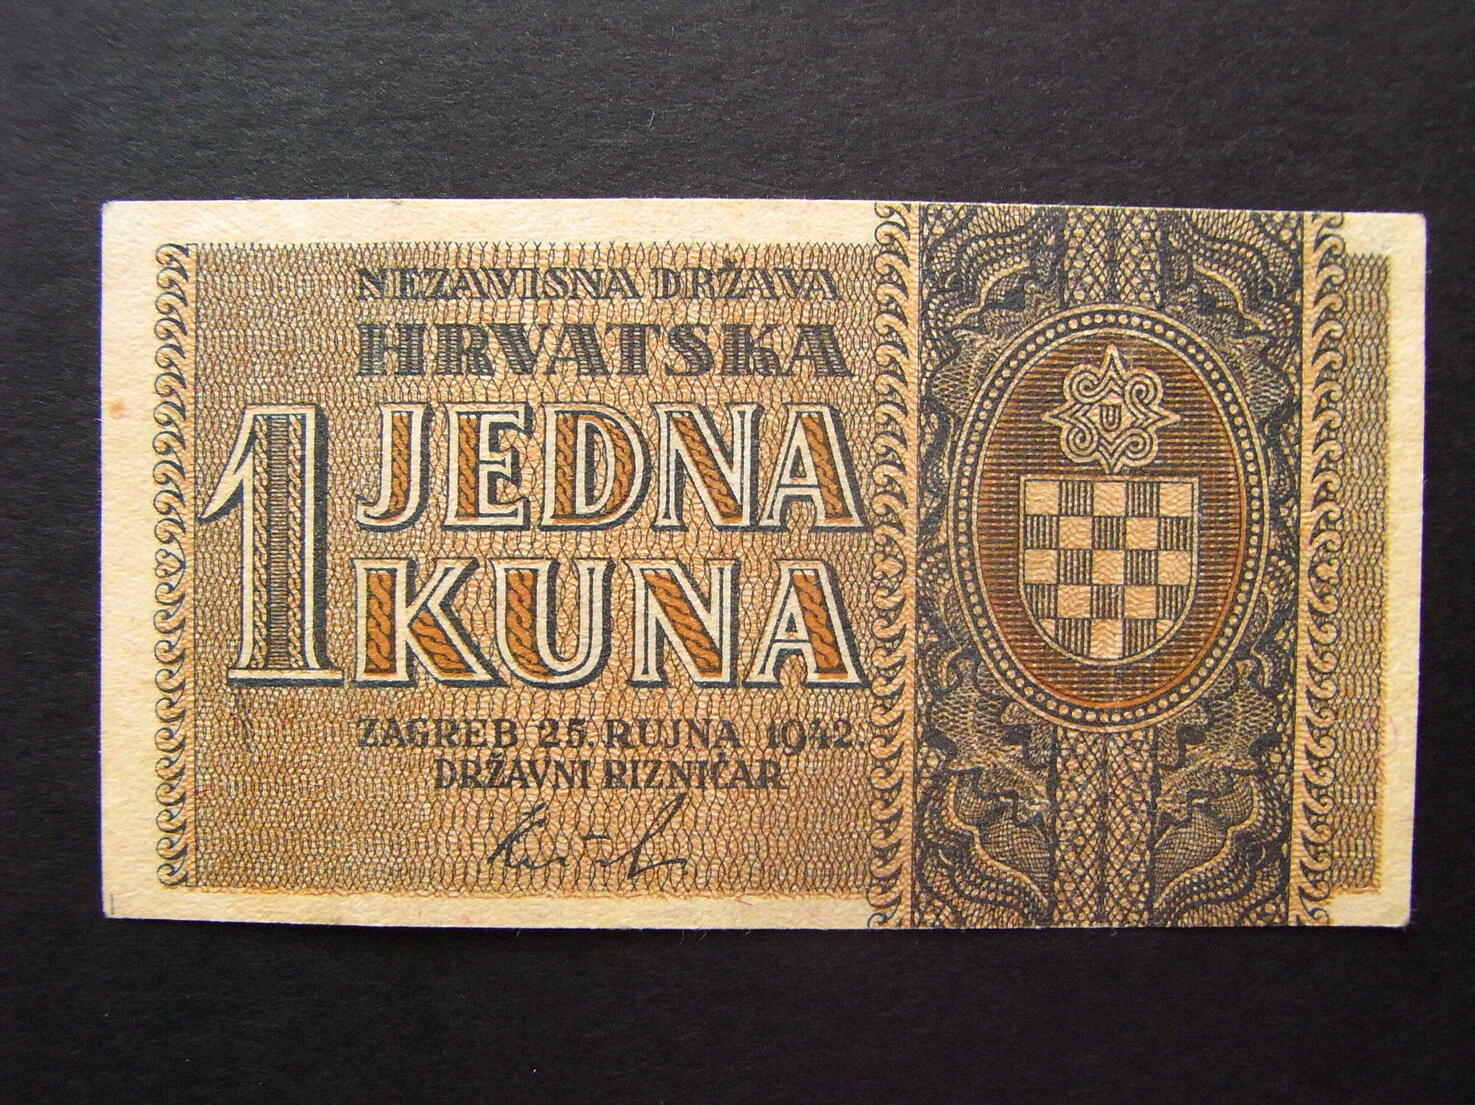 NEZAVISNA DRŽAVA
HRVATSKA
1 JEDNA
KUNA
ZAGREB 25. RUJNA 1942.
DRŽAVNI RIZNIČAR
U